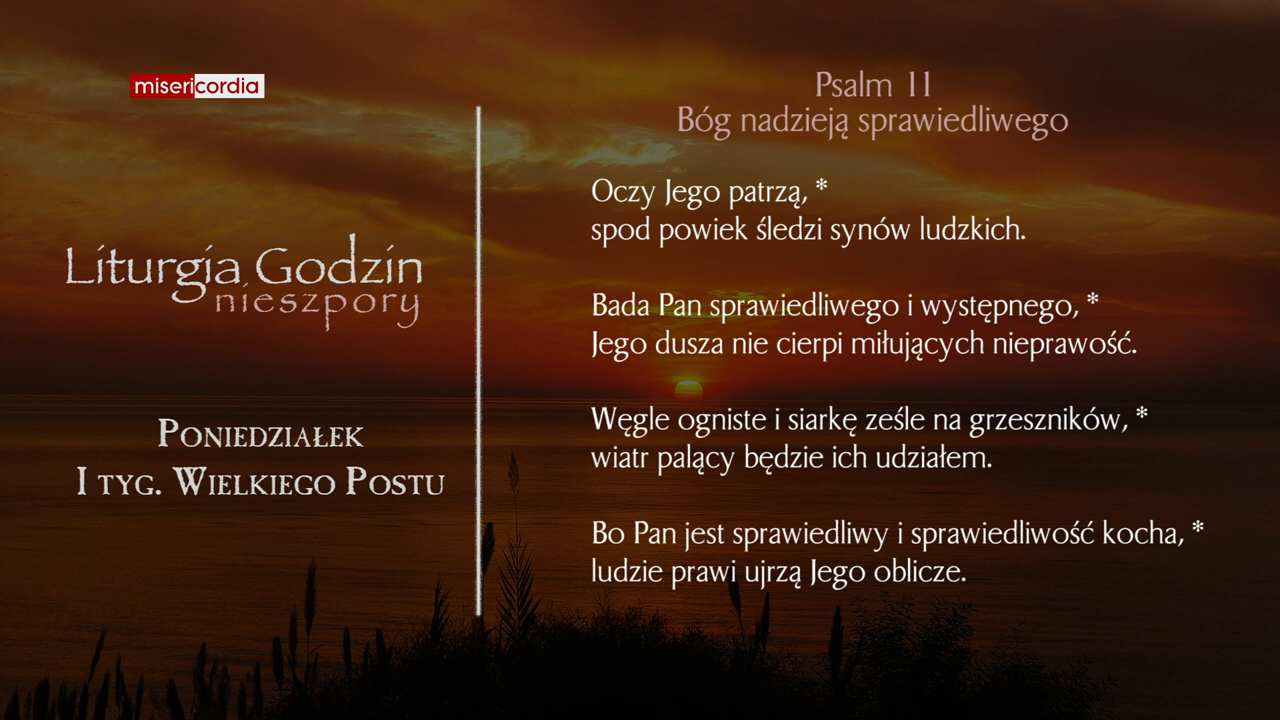 misericordia
Liturgia Godzin
nieszpory
Poniedziałek
I tyg. Wielkiego Postu
Psalm 11
Bóg nadzieją sprawiedliwego
Oczy Jego patrzą, *
spod powiek śledzi synów ludzkich.
Bada Pan sprawiedliwego i występnego, *
Jego dusza nie cierpi miłujących nieprawość.
Węgle ogniste i siarkę ześle na grzeszników, *
wiatr palący będzie ich udziałem.
Bo Pan jest sprawiedliwy i sprawiedliwość kocha, *
ludzie prawi ujrzą Jego oblicze.